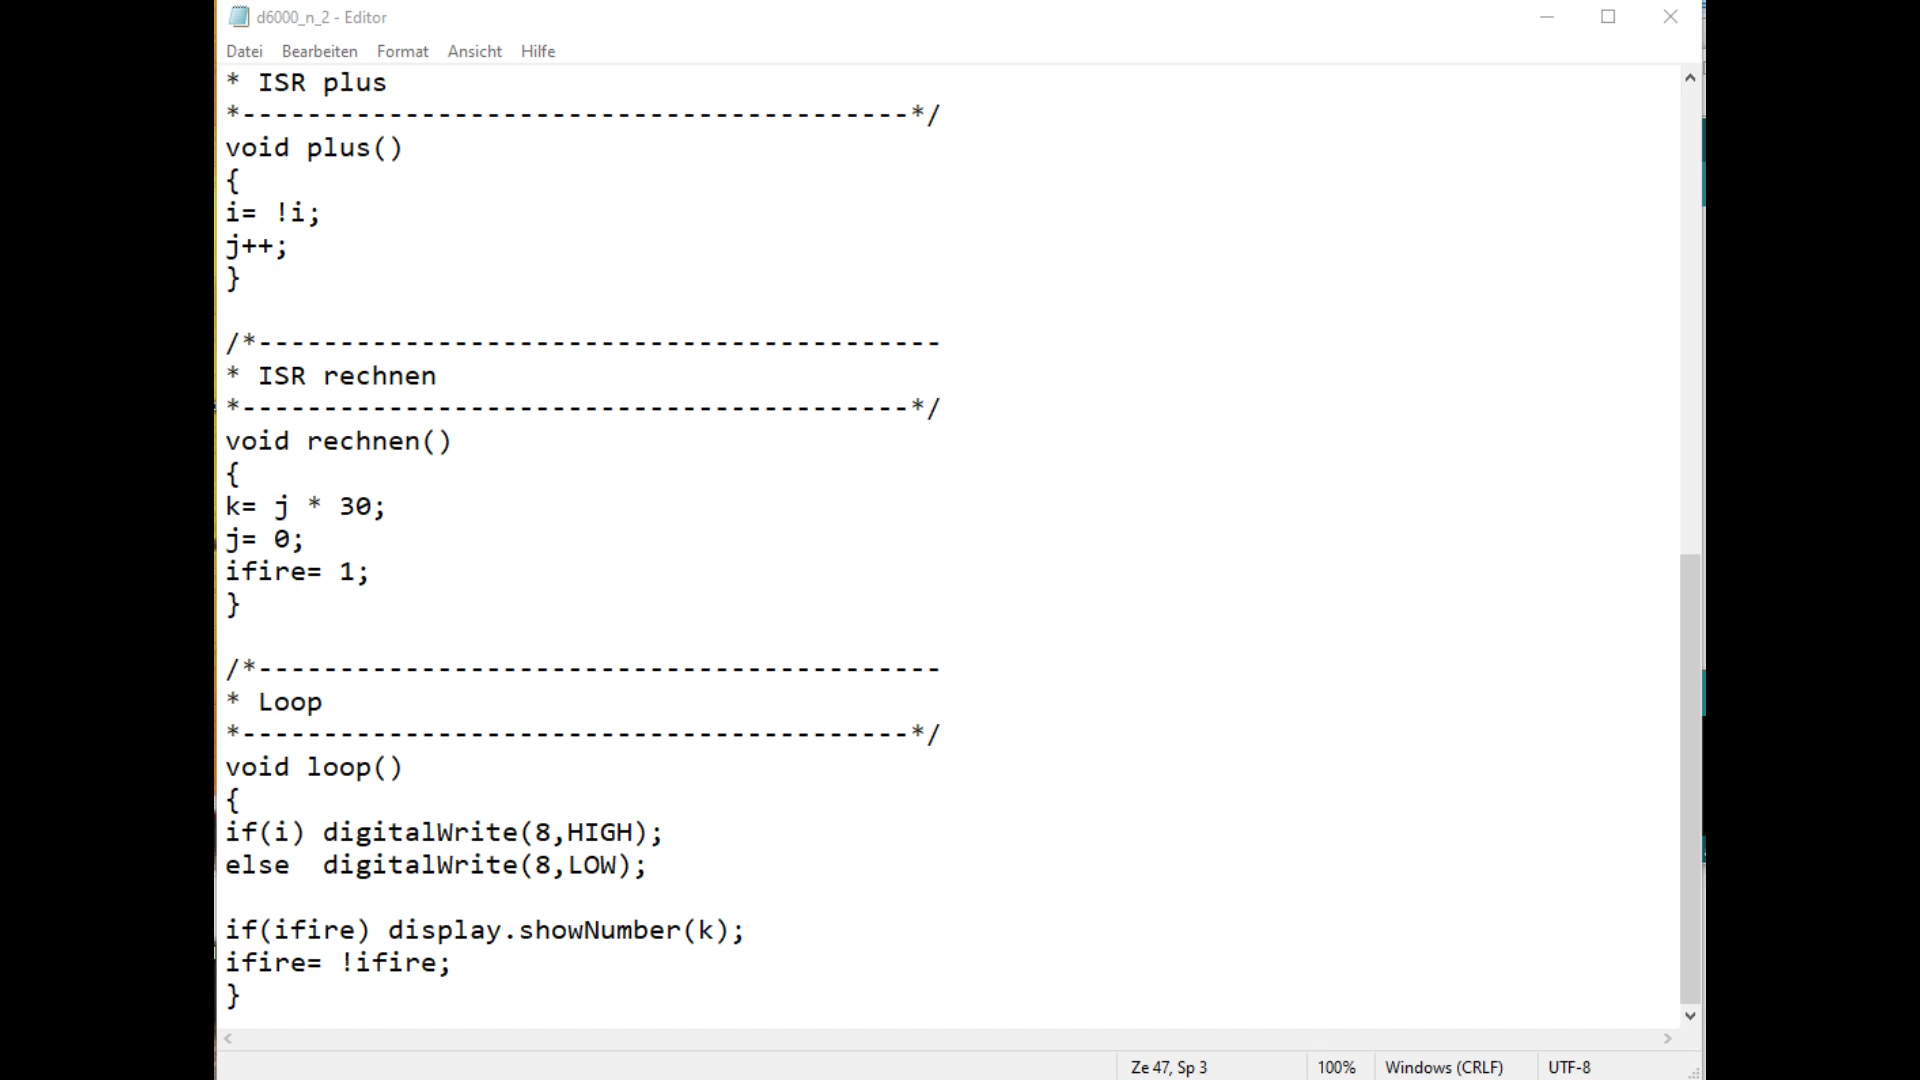 d6000_n_2 - Editor
Datei Bearbeiten Format Ansicht Hilfe
* ISR plus
*-----------------------------------------*/
void plus()
{
i= !i;
j++;
}
/*------------------------------------------
* ISR rechnen
*-----------------------------------------*/
void rechnen()
{
k= j * 30;
j= 0;
ifire= 1;
}
/*------------------------------------------
* Loop
*-----------------------------------------*/
void loop()
{
if(i) digitalWrite(8,HIGH);
else  digitalWrite(8,LOW);
if(ifire) display.showNumber(k);
ifire= !ifire;
}
Ze 47, Sp 3 100% Windows (CRLF) UTF-8